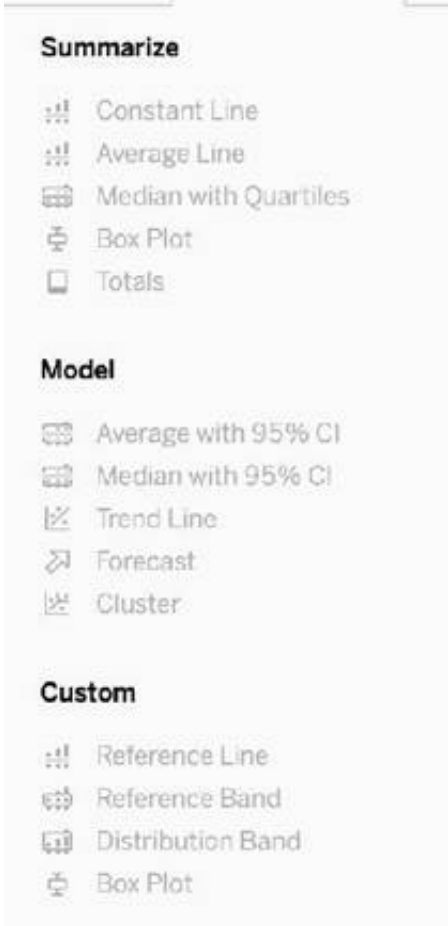 Summarize
Constant Line
Average Line
Median with Quartiles
Box Plot
Totals
Model
Average with 95% CI
Median with 95% CI
Trend Line
Forecast
Cluster
Custom
Reference Line
Reference Band
Distribution Band
Box Plot